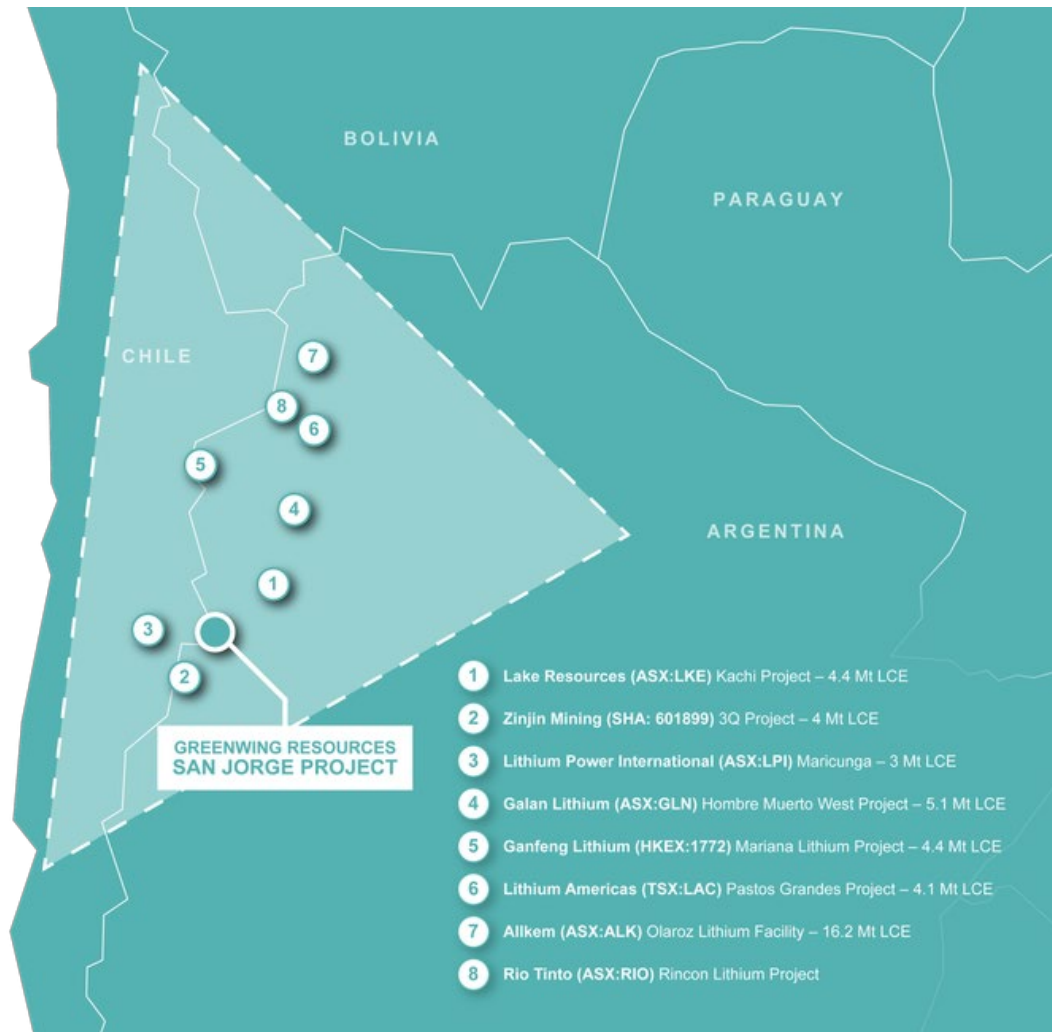 BOLIVIA
PARAGUAY
CHILE
7
8
6
5
4
ARGENTINA
1
3
2
GREENWING RESOURCES
SAN JORGE PROJECT
1 Lake Resources (ASX:LKE) Kachi Project – 4.4 Mt LCE
2 Zinjin Mining (SHA: 601899) 3Q Project – 4 Mt LCE
3 Lithium Power International (ASX:LPI) Maricunga – 3 Mt LCE
4 Galan Lithium (ASX:GLN) Hombre Muerto West Project – 5.1 Mt LCE
5 Ganfeng Lithium (HKEX:1772) Mariana Lithium Project – 4.4 Mt LCE
6 Lithium Americas (TSX:LAC) Pastos Grandes Project – 4.1 Mt LCE
7 Allkem (ASX:ALK) Olaroz Lithium Facility – 16.2 Mt LCE
8 Rio Tinto (ASX:RIO) Rincon Lithium Project